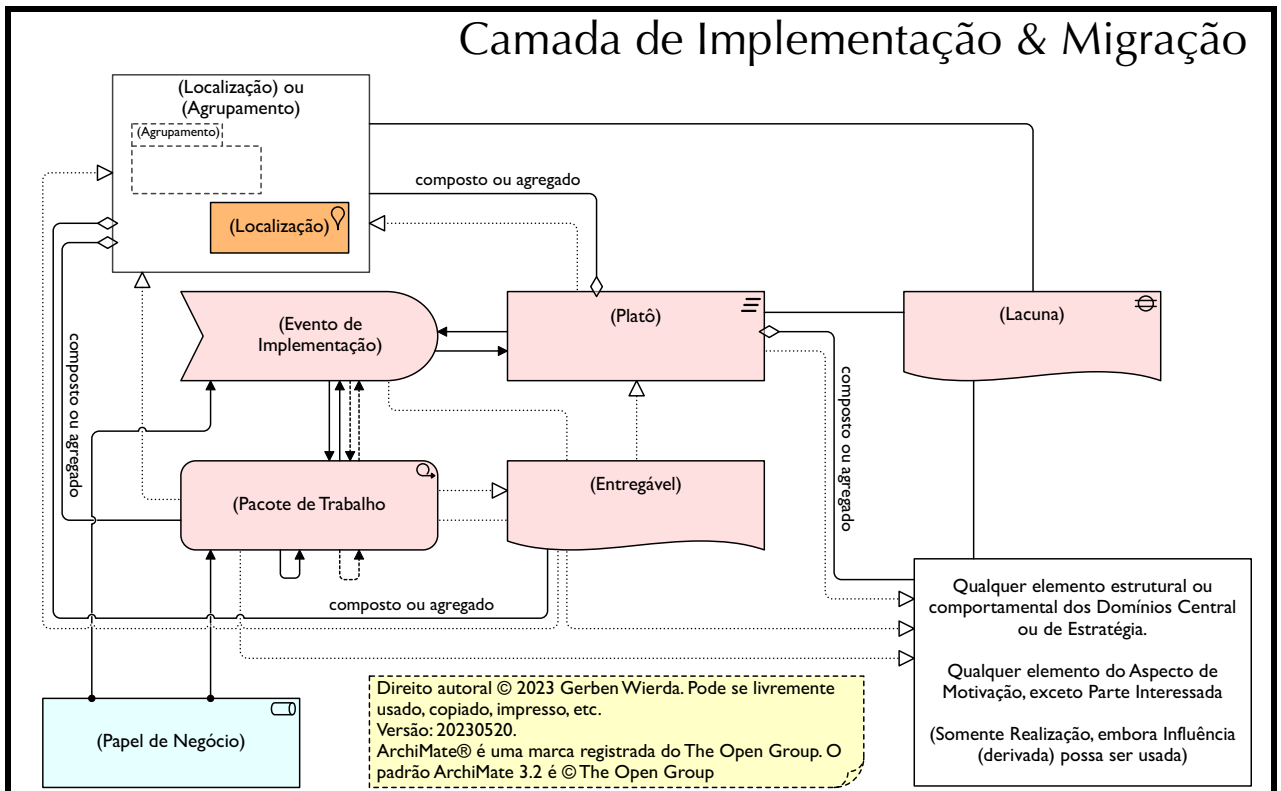 Camada de Implementação & Migração
(Localização) ou
(Agrupamento)
(Agrupamento)
(Localização)
composto ou agregado
composto ou agregado
(Evento de
Implementação)
(Platô)
(Lacuna)
composto ou agregado
(Pacote de Trabalho
(Entregável)
composto ou agregado
Qualquer elemento estrutural ou
comportamental dos Domínios Central
ou de Estratégia.
Qualquer elemento do Aspecto de
Motivação, exceto Parte Interessada
(Somente Realização, embora Influência
(derivada) possa ser usada)
(Papel de Negócio)
Direito autoral © 2023 Gerben Wierda. Pode se livremente
usado, copiado, impresso, etc.
Versão: 20230520.
ArchiMate® é uma marca registrada do The Open Group. O
padrão ArchiMate 3.2 é © The Open Group